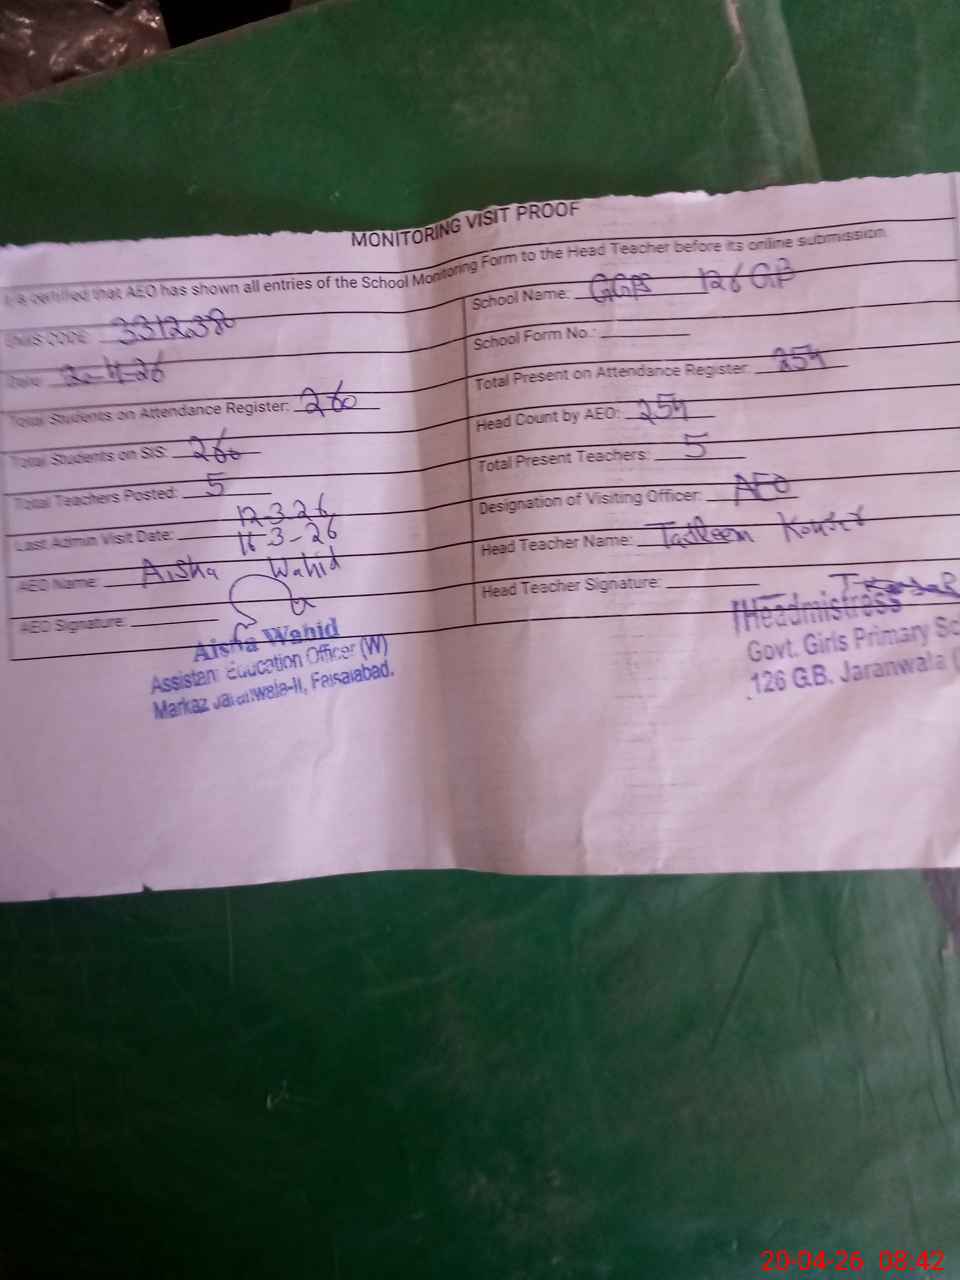 MONITORING VISIT PROOF
It is certified that AEO has shown all entries of the School Monitoring Form to the Head Teacher before its online submission.
EMIS CODE: 3312380
School Name: GGPS 126 GB
Date: 2-4-26
School Form No.:
Total Students on Attendance Register: 260
Total Present on Attendance Register: 254
Total Students on SIS: 260
Head Count by AEO: 254
Total Teachers Posted: 5
Total Present Teachers: 5
Last Admin Visit Date: 12 3 26
16 3-26
Designation of Visiting Officer: AEO
AEO Name: Aisha Wahid
Head Teacher Name: Kouser
AEO Signature:
Head Teacher Signature:
Aisha Wahid
Assistant Education Officer (W)
Markaz Jaranwala-II, Faisalabad.
Headmistress
Govt. Girls Primary Sc
126 G.B. Jaranwala (
20-04-26 08:42